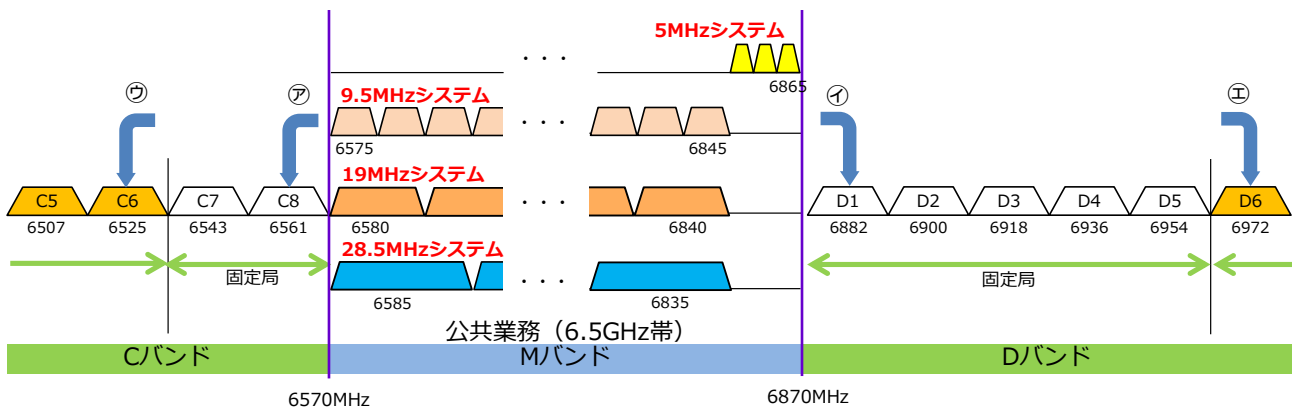 5MHzシステム
・・・
6865
㋒
㋐
9.5MHzシステム
・・・
㋑
㋓
6575
6845
19MHzシステム
C5 C6 C7 C8 D1 D2 D3 D4 D5 D6
6507 6525 6543 6561 6580 6840 6882 6900 6918 6936 6954 6972
28.5MHzシステム
固定局
・・・
固定局
6585
6835
公共業務（6.5GHz帯）
Cバンド Mバンド Dバンド
6570MHz
6870MHz